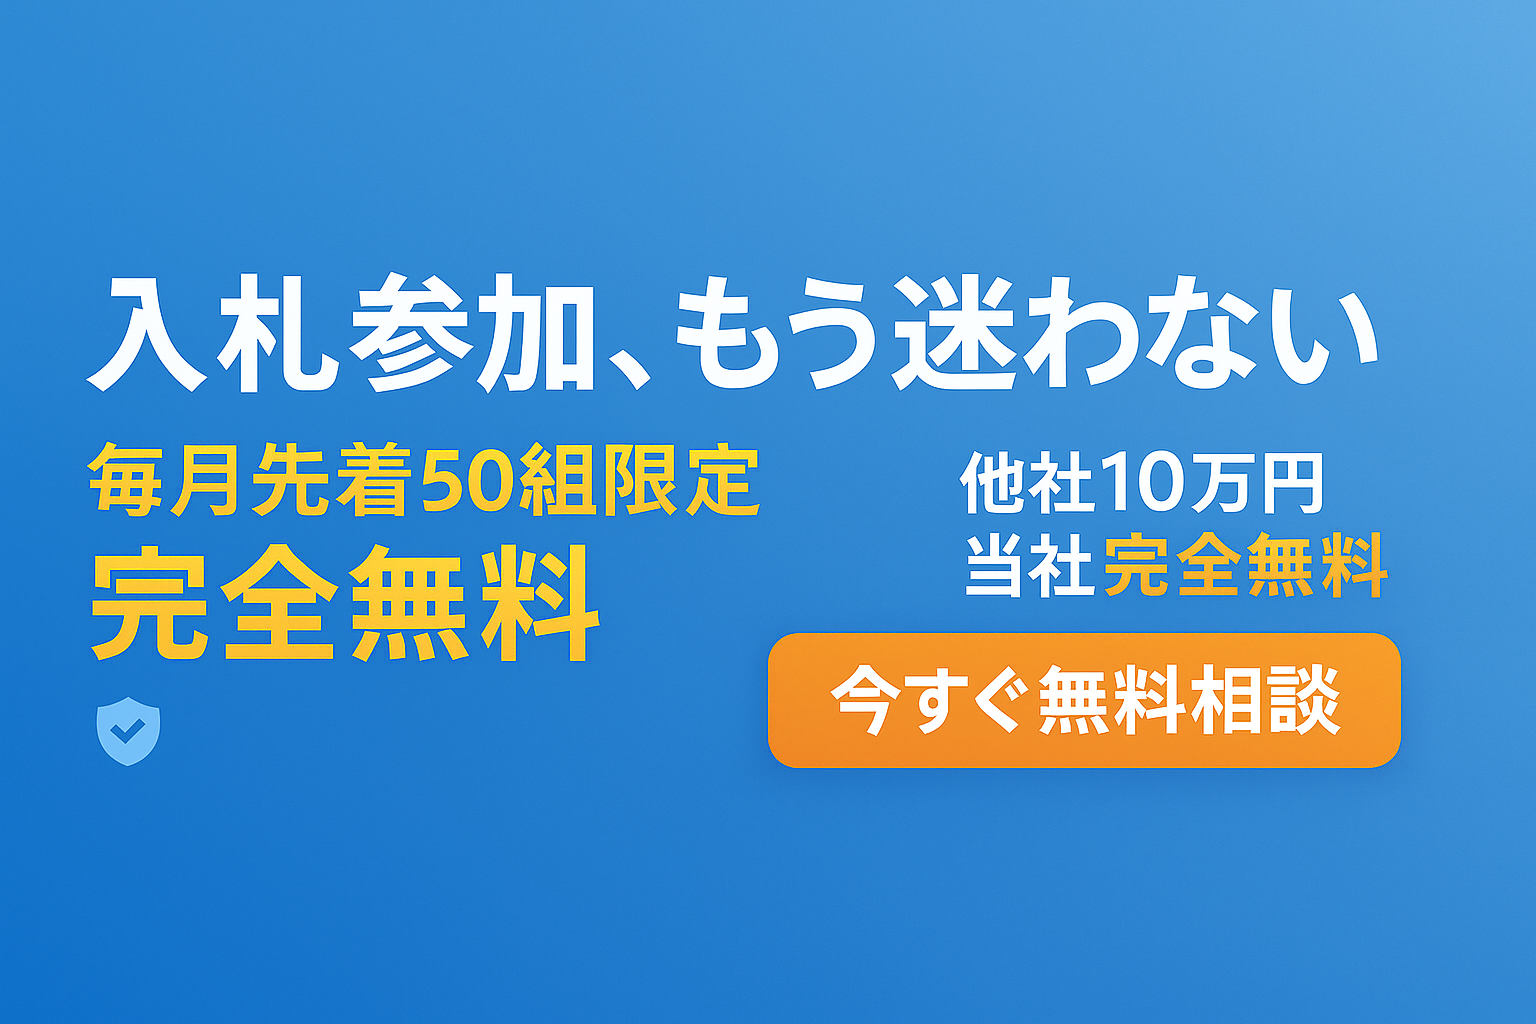 入札参加、もう迷わない
毎月先着50組限定
完全無料
他社10万円
当社完全無料
今すぐ無料相談